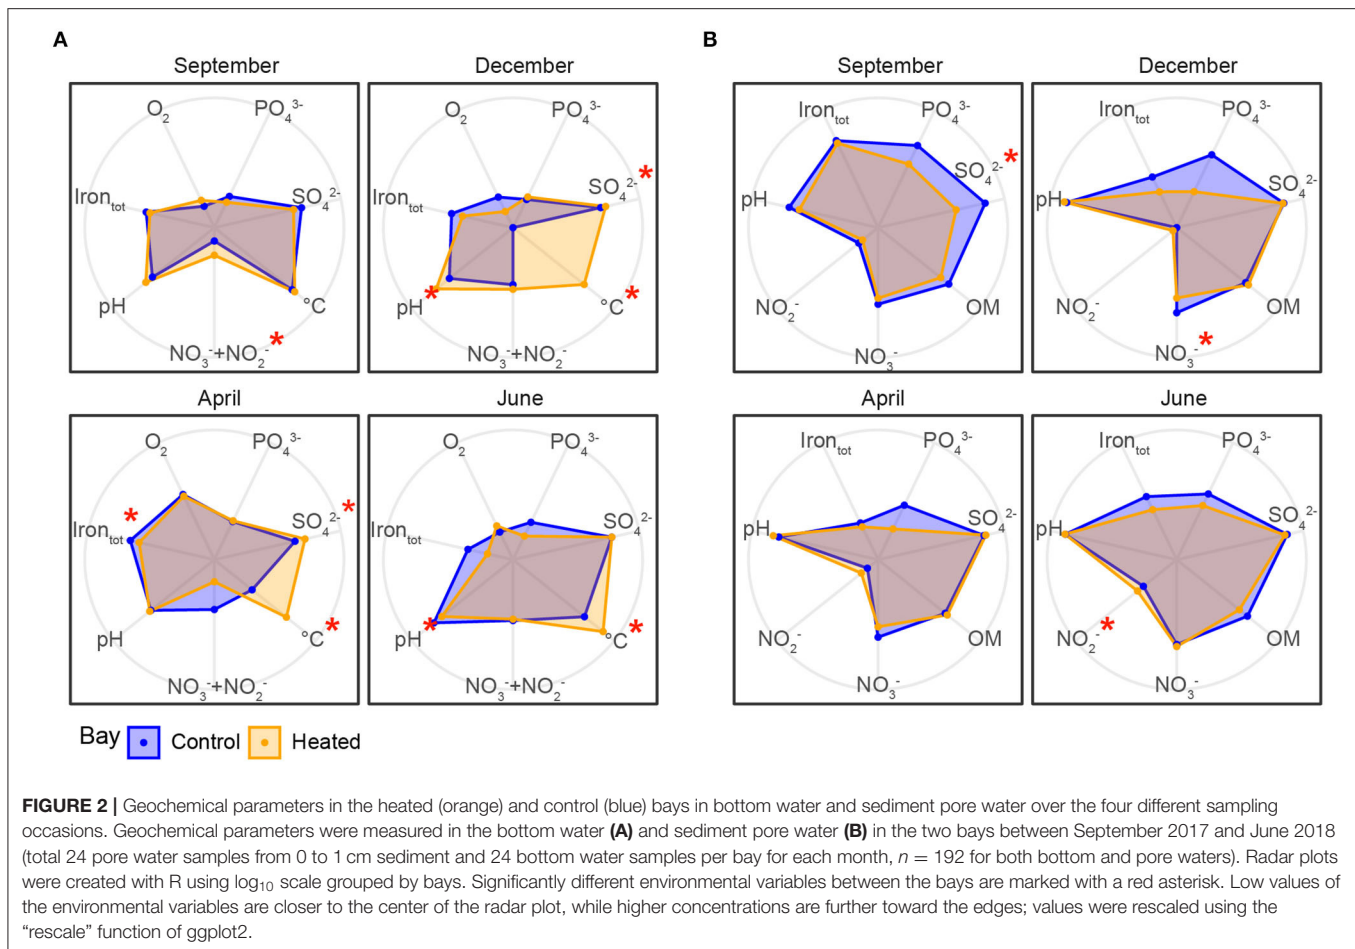 A
B
September
December
September
December
O₂
PO₄³⁻
Iron_tot
SO₄²⁻
pH
°C
NO₃⁻+NO₂⁻
*
O₂
PO₄³⁻
Iron_tot
SO₄²⁻
*
pH
*
°C
*
NO₃⁻+NO₂⁻
Iron_tot
PO₄³⁻
*
SO₄²⁻
pH
NO₂⁻
OM
NO₃⁻
Iron_tot
PO₄³⁻
SO₄²⁻
pH
NO₂⁻
OM
NO₃⁻
*
April
June
April
June
O₂
PO₄³⁻
Iron_tot
*
SO₄²⁻
*
pH
°C
*
NO₃⁻+NO₂⁻
O₂
PO₄³⁻
Iron_tot
SO₄²⁻
pH
*
°C
*
NO₃⁻+NO₂⁻
Iron_tot
PO₄³⁻
pH
SO₄²⁻
NO₂⁻
OM
NO₃⁻
Iron_tot
PO₄³⁻
pH
SO₄²⁻
NO₂⁻
*
OM
NO₃⁻
Bay Control Heated
FIGURE 2 | Geochemical parameters in the heated (orange) and control (blue) bays in bottom water and sediment pore water over the four different sampling
occasions. Geochemical parameters were measured in the bottom water (A) and sediment pore water (B) in the two bays between September 2017 and June 2018
(total 24 pore water samples from 0 to 1 cm sediment and 24 bottom water samples per bay for each month, n = 192 for both bottom and pore waters). Radar plots
were created with R using log₁₀ scale grouped by bays. Significantly different environmental variables between the bays are marked with a red asterisk. Low values of
the environmental variables are closer to the center of the radar plot, while higher concentrations are further toward the edges; values were rescaled using the
“rescale” function of ggplot2.